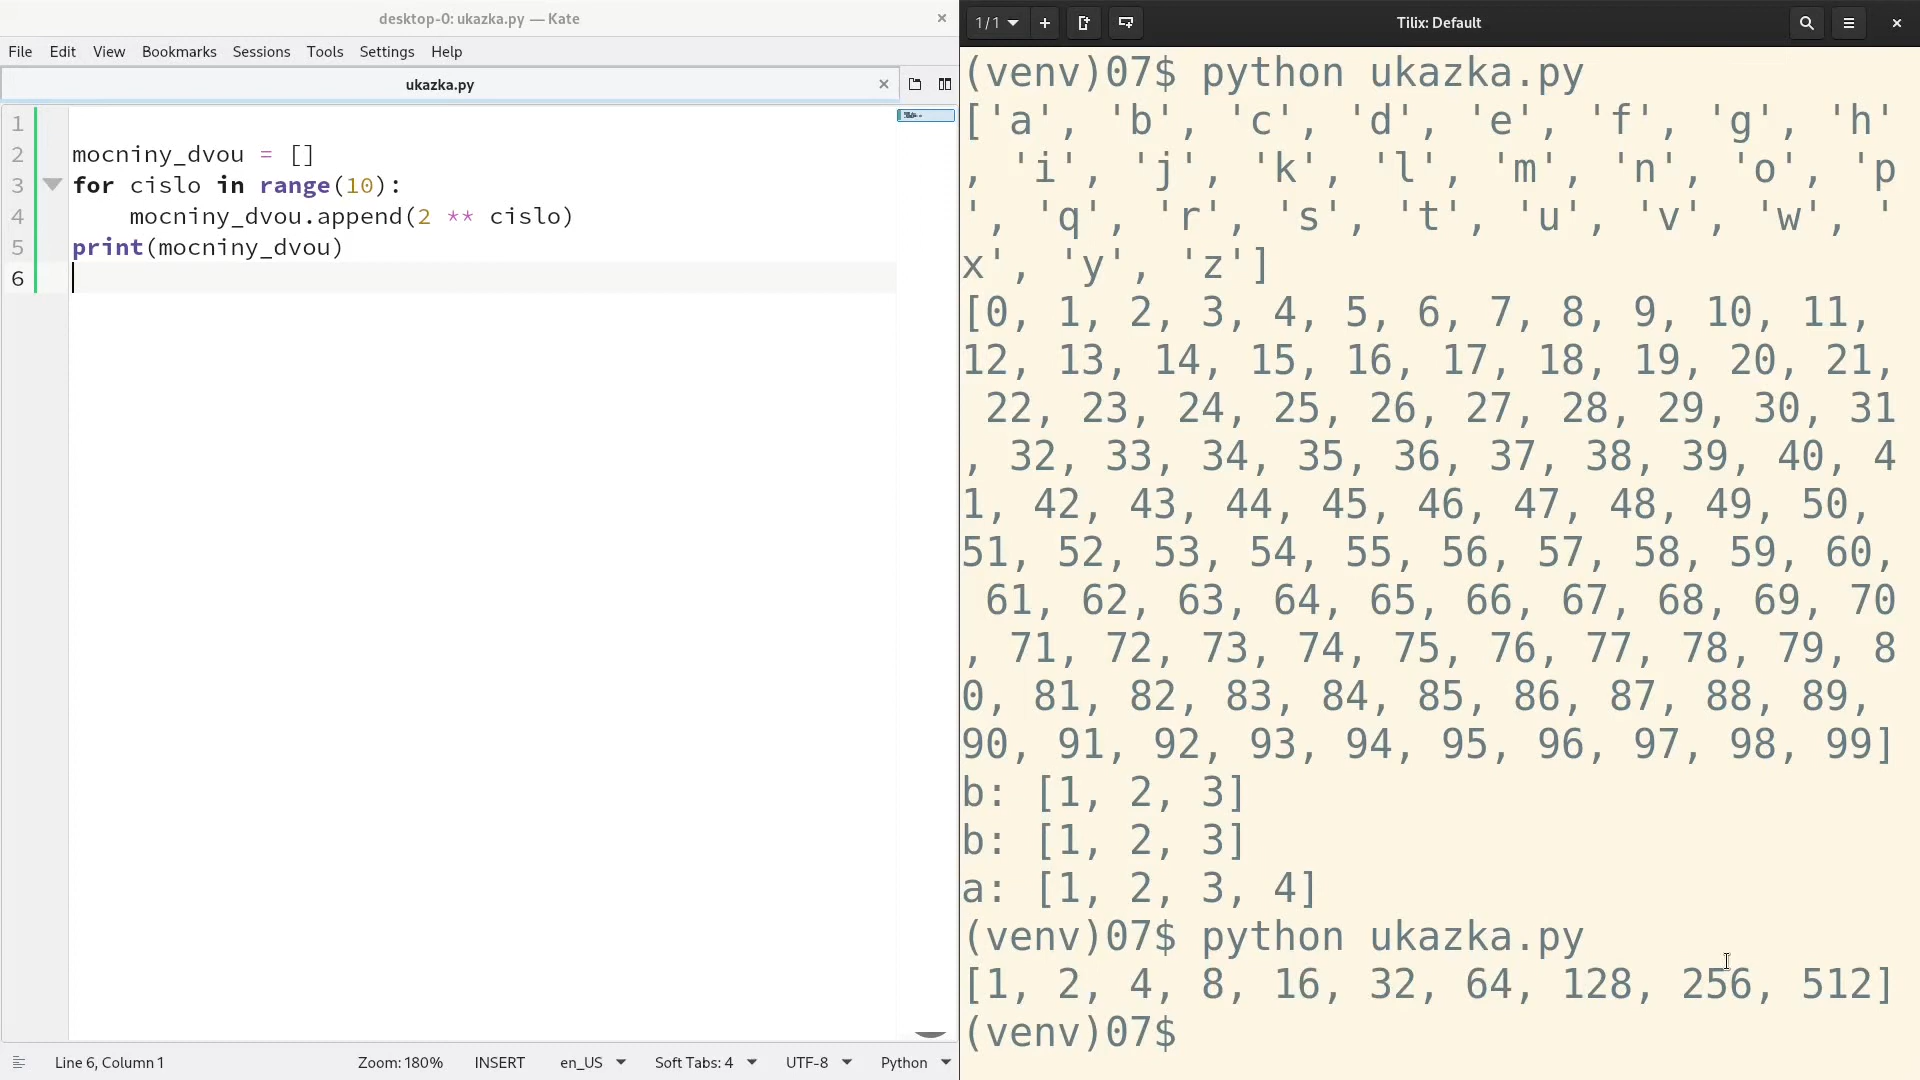 desktop-0: ukazka.py — Kate
File Edit View Bookmarks Sessions Tools Settings Help
ukazka.py
1
2 mocniny_dvou = []
3 for cislo in range(10):
4     mocniny_dvou.append(2 ** cislo)
5 print(mocniny_dvou)
6
Line 6, Column 1 Zoom: 180% INSERT en_US Soft Tabs: 4 UTF-8 Python
1/1 Tilix: Default
(venv)07$ python ukazka.py
['a', 'b', 'c', 'd', 'e', 'f', 'g', 'h'
, 'i', 'j', 'k', 'l', 'm', 'n', 'o', 'p
', 'q', 'r', 's', 't', 'u', 'v', 'w', '
x', 'y', 'z']
[0, 1, 2, 3, 4, 5, 6, 7, 8, 9, 10, 11,
12, 13, 14, 15, 16, 17, 18, 19, 20, 21,
 22, 23, 24, 25, 26, 27, 28, 29, 30, 31
, 32, 33, 34, 35, 36, 37, 38, 39, 40, 4
1, 42, 43, 44, 45, 46, 47, 48, 49, 50,
51, 52, 53, 54, 55, 56, 57, 58, 59, 60,
 61, 62, 63, 64, 65, 66, 67, 68, 69, 70
, 71, 72, 73, 74, 75, 76, 77, 78, 79, 8
0, 81, 82, 83, 84, 85, 86, 87, 88, 89,
90, 91, 92, 93, 94, 95, 96, 97, 98, 99]
b: [1, 2, 3]
b: [1, 2, 3]
a: [1, 2, 3, 4]
(venv)07$ python ukazka.py
[1, 2, 4, 8, 16, 32, 64, 128, 256, 512]
(venv)07$